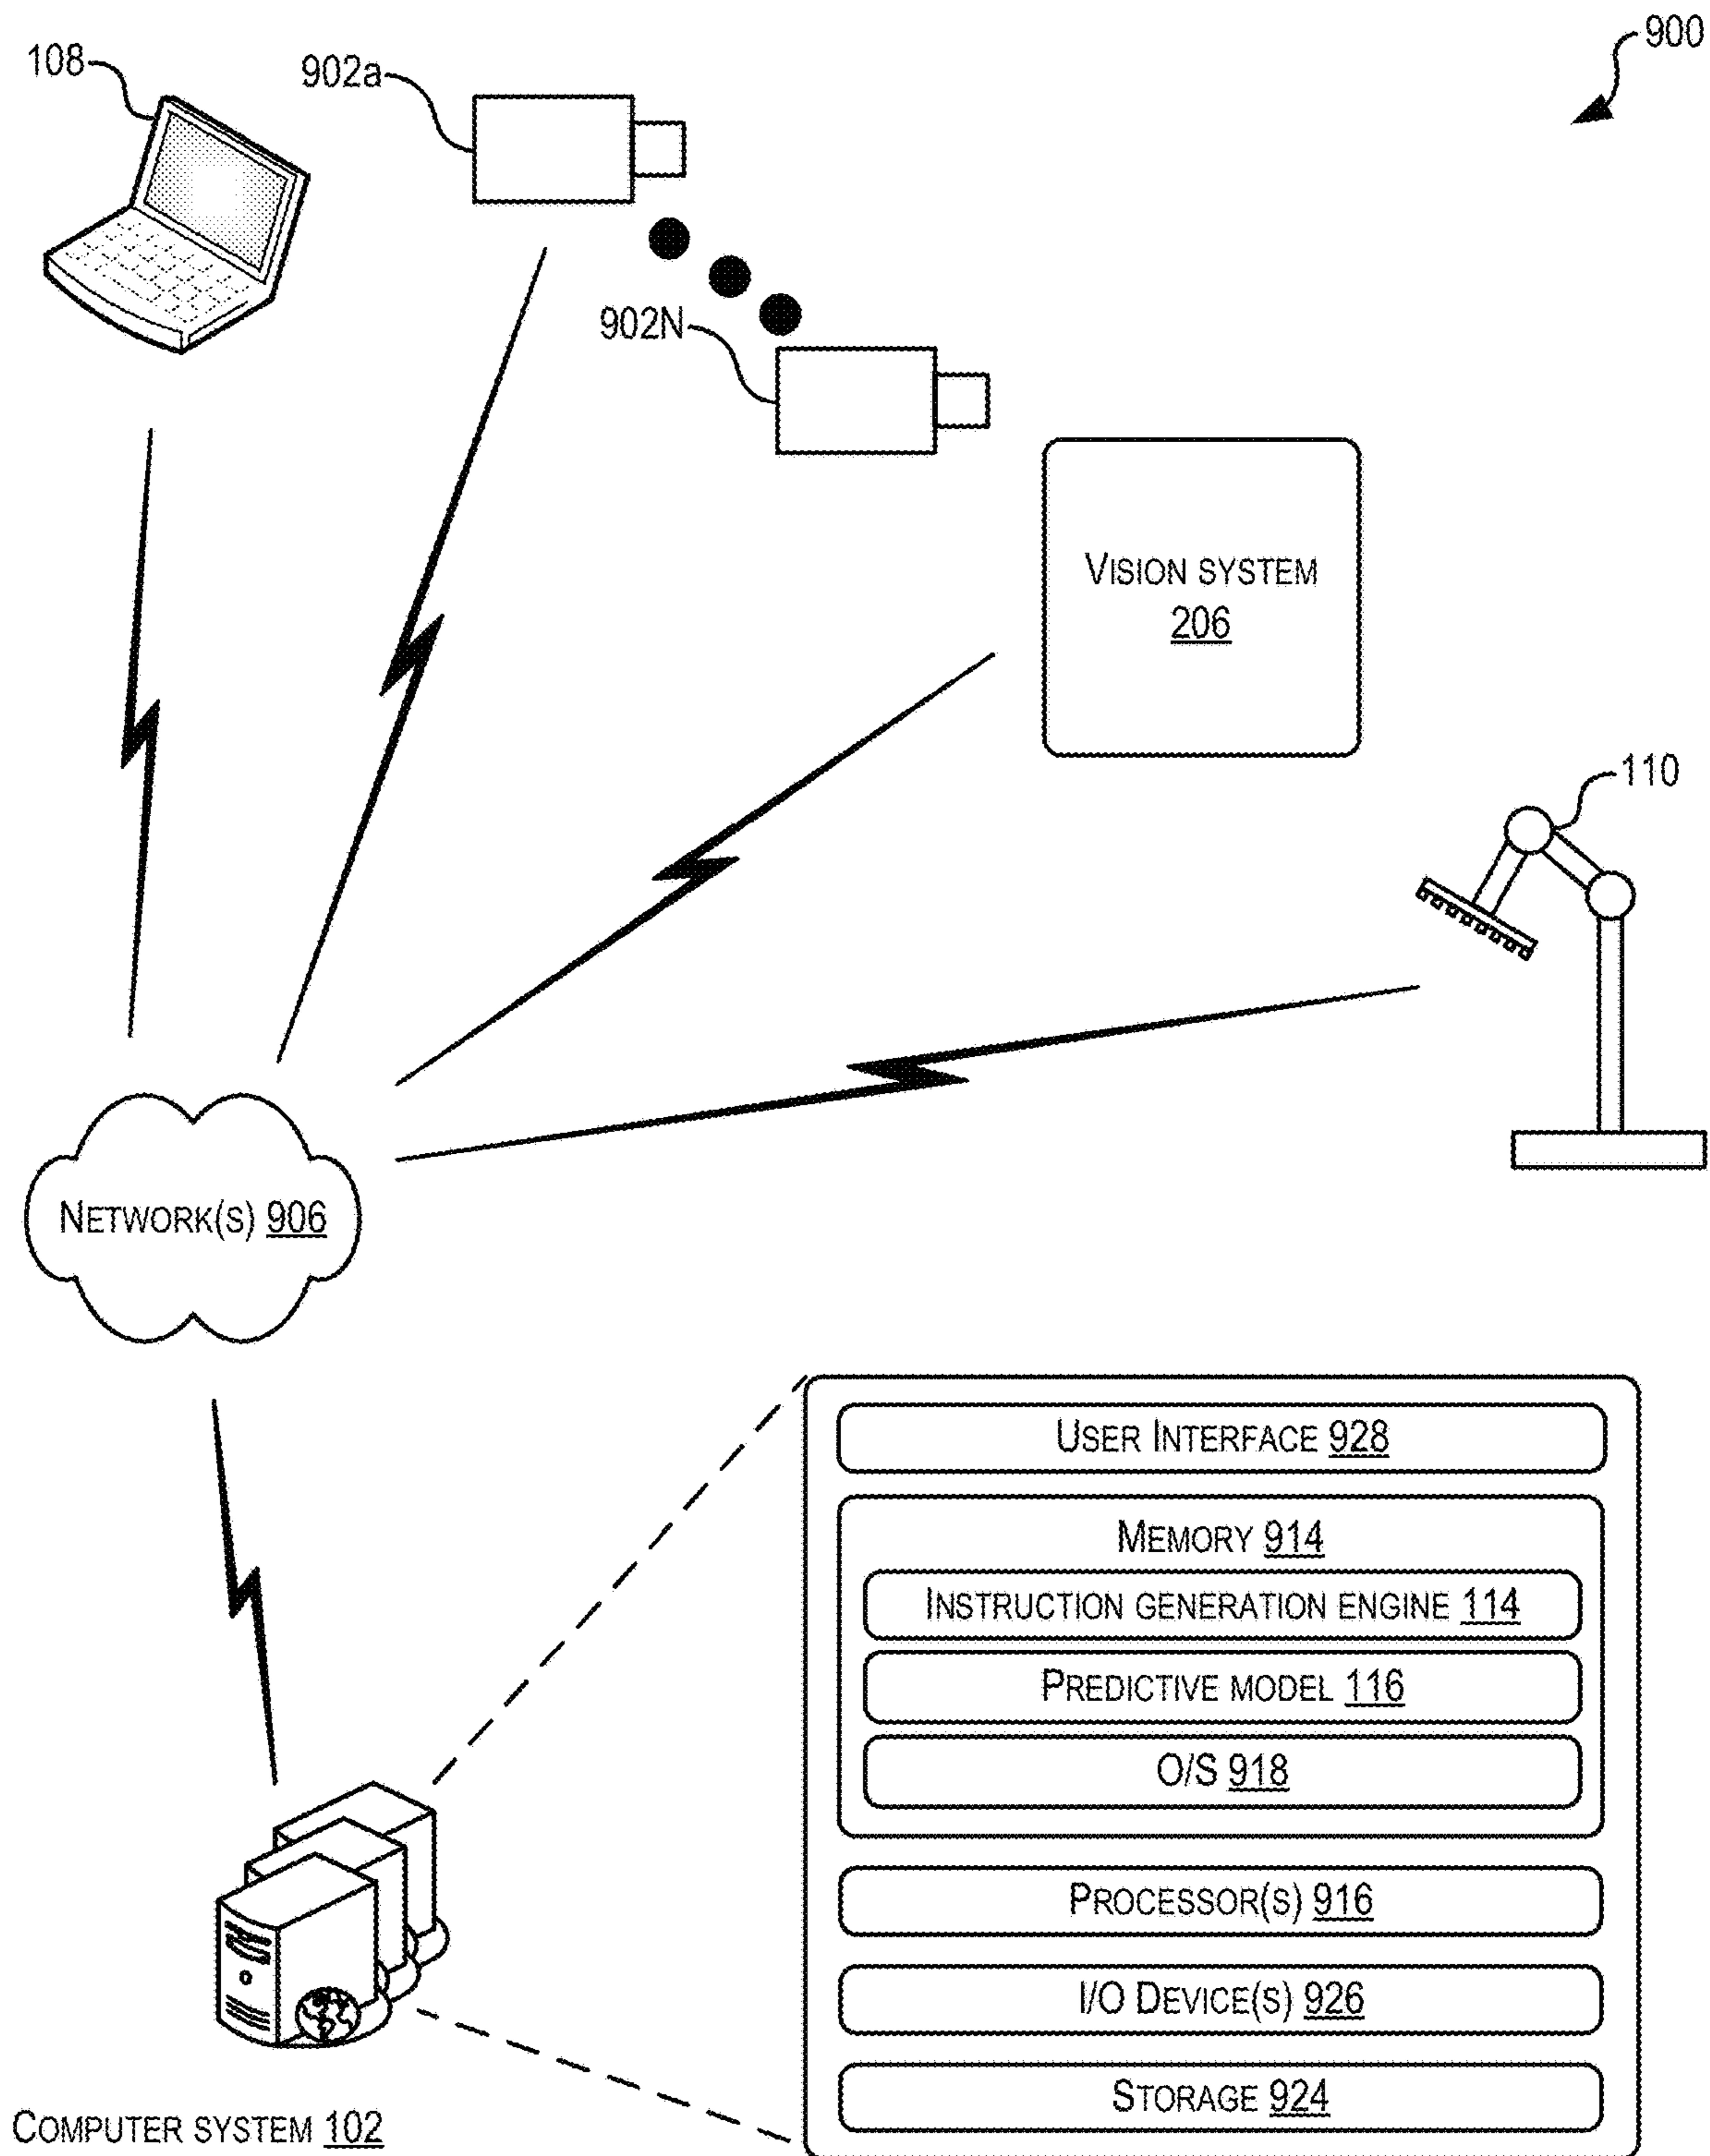 900
108
902a
902N
VISION SYSTEM
206
110
NETWORK(S) 906
USER INTERFACE 928
MEMORY 914
INSTRUCTION GENERATION ENGINE 114
PREDICTIVE MODEL 116
O/S 918
PROCESSOR(S) 916
I/O DEVICE(S) 926
STORAGE 924
COMPUTER SYSTEM 102